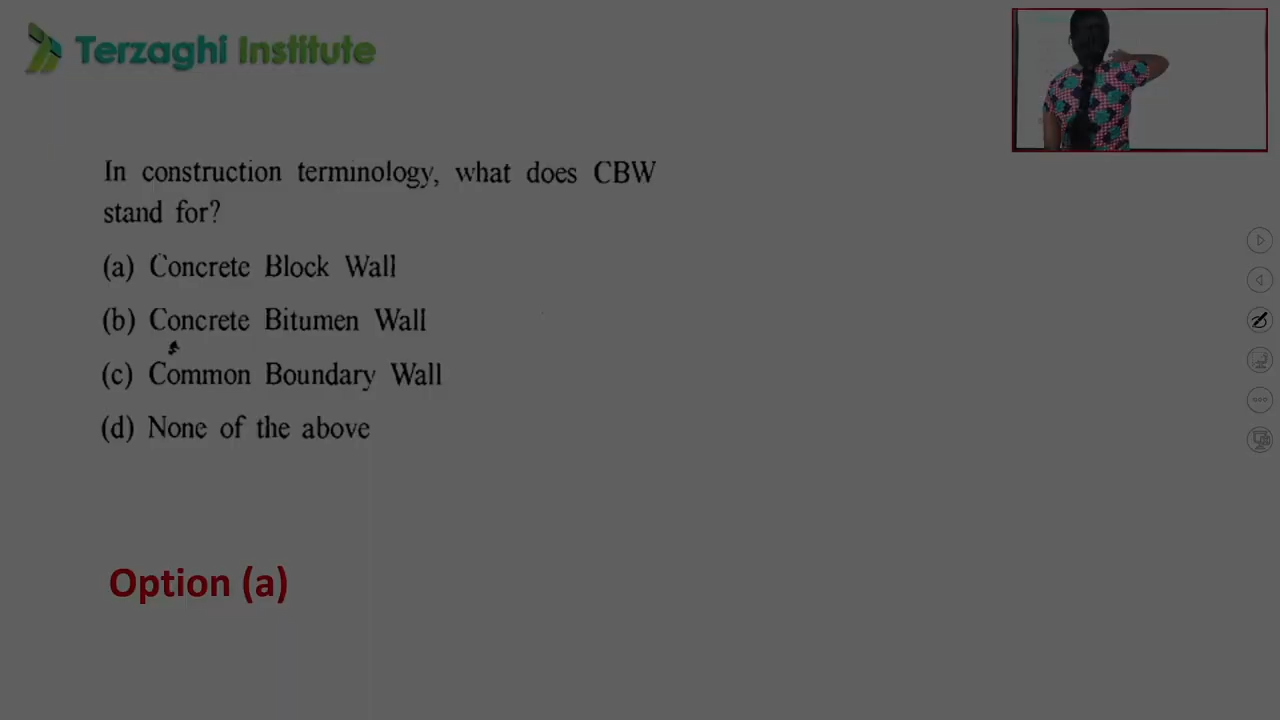 Terzaghi Institute
In construction terminology, what does CBW
stand for?
(a) Concrete Block Wall
(b) Concrete Bitumen Wall
(c) Common Boundary Wall
(d) None of the above
Option (a)